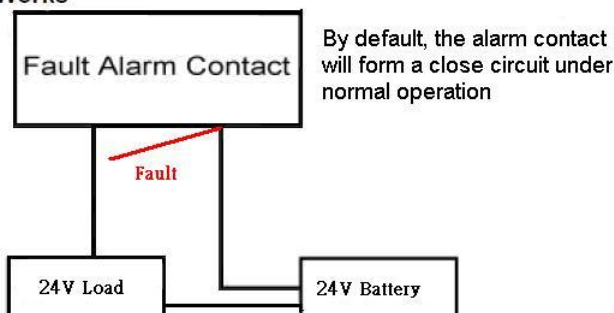 Fault Alarm Contact
By default, the alarm contact
will form a close circuit under
normal operation
Fault
24V Load
24V Battery